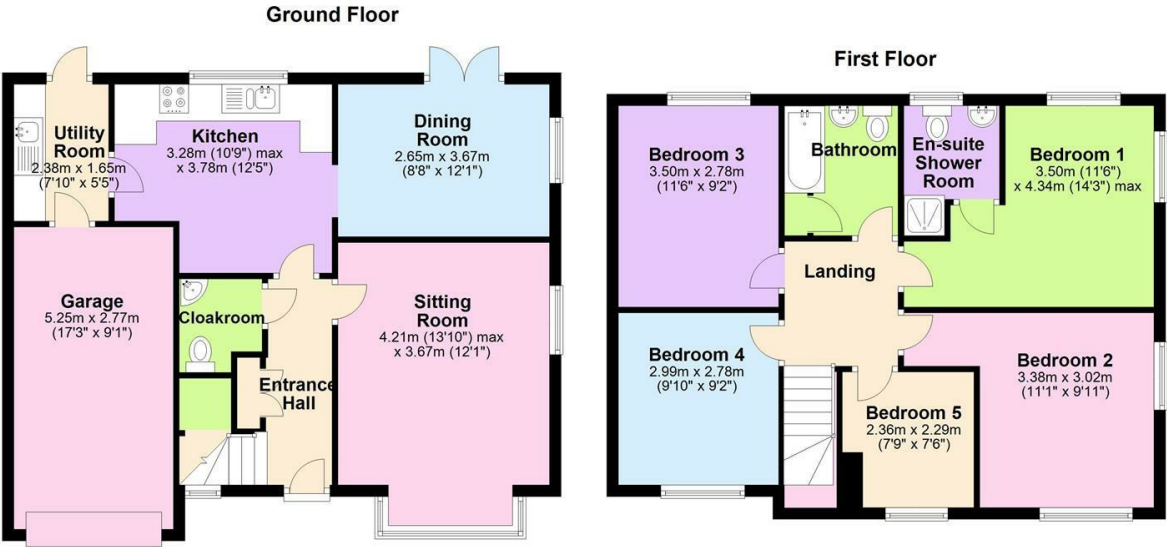 Ground Floor
Utility
Room
2.38m x 1.65m
(7'10" x 5'5")
Kitchen
3.28m (10'9") max
x 3.78m (12'5")
Dining
Room
2.65m x 3.67m
(8'8" x 12'1")
Garage
5.25m x 2.77m
(17'3" x 9'1")
Cloakroom
Entrance
Hall
Sitting
Room
4.21m (13'10") max
x 3.67m (12'1")
First Floor
Bedroom 3
3.50m x 2.78m
(11'6" x 9'2")
Bathroom
En-suite
Shower
Room
Bedroom 1
3.50m (11'6")
x 4.34m (14'3") max
Landing
Bedroom 4
2.99m x 2.78m
(9'10" x 9'2")
Bedroom 5
2.36m x 2.29m
(7'9" x 7'6")
Bedroom 2
3.38m x 3.02m
(11'1" x 9'11")